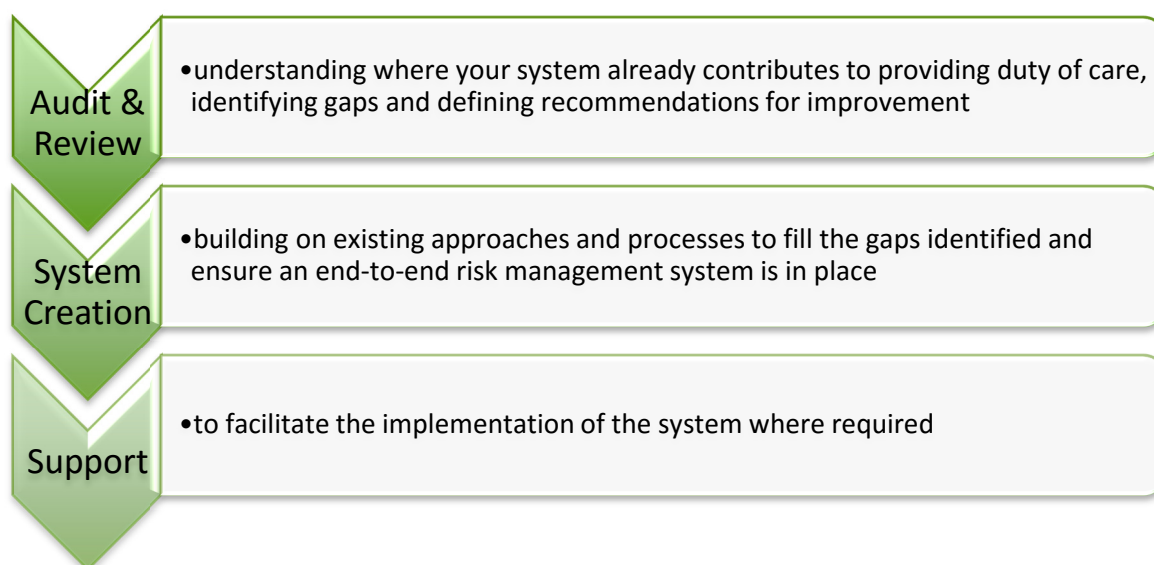 Audit &
Review
•understanding where your system already contributes to providing duty of care,
identifying gaps and defining recommendations for improvement
System
Creation
•building on existing approaches and processes to fill the gaps identified and
ensure an end-to-end risk management system is in place
Support
•to facilitate the implementation of the system where required